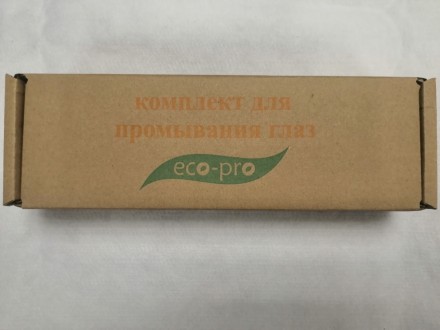 комплект для
промывания глаз
eco-pro